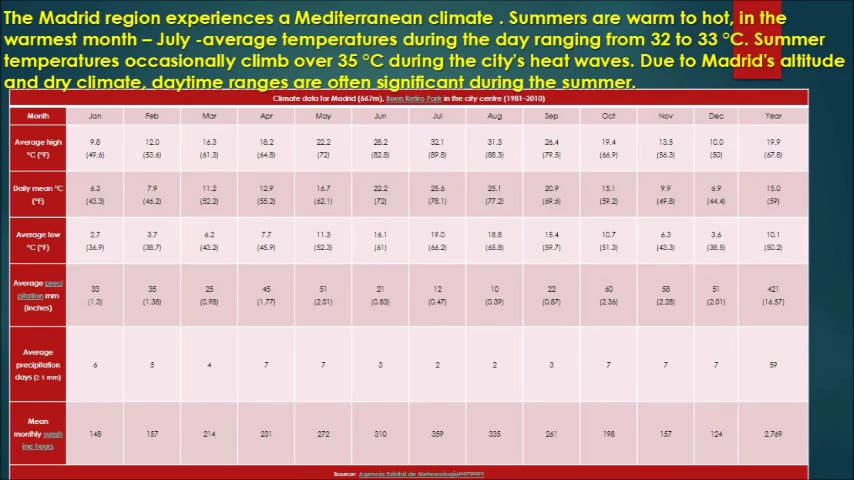 The Madrid region experiences a Mediterranean climate . Summers are warm to hot, in the
warmest month – July -average temperatures during the day ranging from 32 to 33 °C. Summer
temperatures occasionally climb over 35 °C during the city's heat waves. Due to Madrid's altitude
and dry climate, daytime ranges are often significant during the summer.
Climate data for Madrid (667m), Buen Retiro Park in the city centre (1981–2010)
Month Jan Feb Mar Apr May Jun Jul Aug Sep Oct Nov Dec Year
Average high 9.8 12.0 16.3 18.2 22.2 28.2 32.1 31.3 26.4 19.4 13.5 10.0 19.9
°C (°F) (49.6) (53.6) (61.3) (64.8) (72) (82.8) (89.8) (88.3) (79.5) (66.9) (56.3) (50) (67.8)
Daily mean °C 6.3 7.9 11.2 12.9 16.7 22.2 25.6 25.1 20.9 15.1 9.9 6.9 15.0
(°F) (43.3) (46.2) (52.2) (55.2) (62.1) (72) (78.1) (77.2) (69.6) (59.2) (49.8) (44.4) (59)
Average low 2.7 3.7 6.2 7.7 11.3 16.1 19.0 18.8 15.4 10.7 6.3 3.6 10.1
°C (°F) (36.9) (38.7) (43.2) (45.9) (52.3) (61) (66.2) (65.8) (59.7) (51.3) (43.3) (38.5) (50.2)
Average preci
pitation mm
(inches)
33 35 25 45 51 21 12 10 22 60 58 51 421
(1.3) (1.38) (0.98) (1.77) (2.01) (0.83) (0.47) (0.39) (0.87) (2.36) (2.28) (2.01) (16.57)
Average
precipitation 6 5 4 7 7 3 2 2 3 7 7 7 59
days (≥ 1 mm)
Mean
monthly sunsh 148 157 214 231 272 310 359 335 261 198 157 124 2,769
ine hours
Source: Agencia Estatal de Meteorología